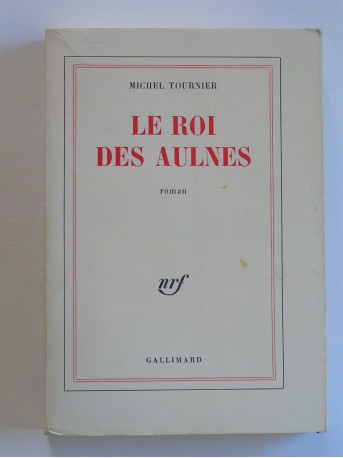 MICHEL TOURNIER
LE ROI
DES AULNES
roman
nrf
GALLIMARD